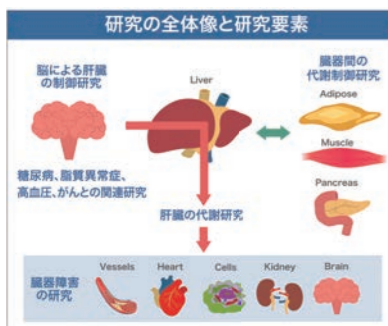 研究の全体像と研究要素
脳による肝臓
の制御研究
Liver
臓器間の
代謝制御研究
Adipose
Muscle
Pancreas
糖尿病、脂質異常症、
高血圧、がんとの関連研究
肝臓の代謝研究
臓器障害
の研究
Vessels
Heart
Cells
Kidney
Brain